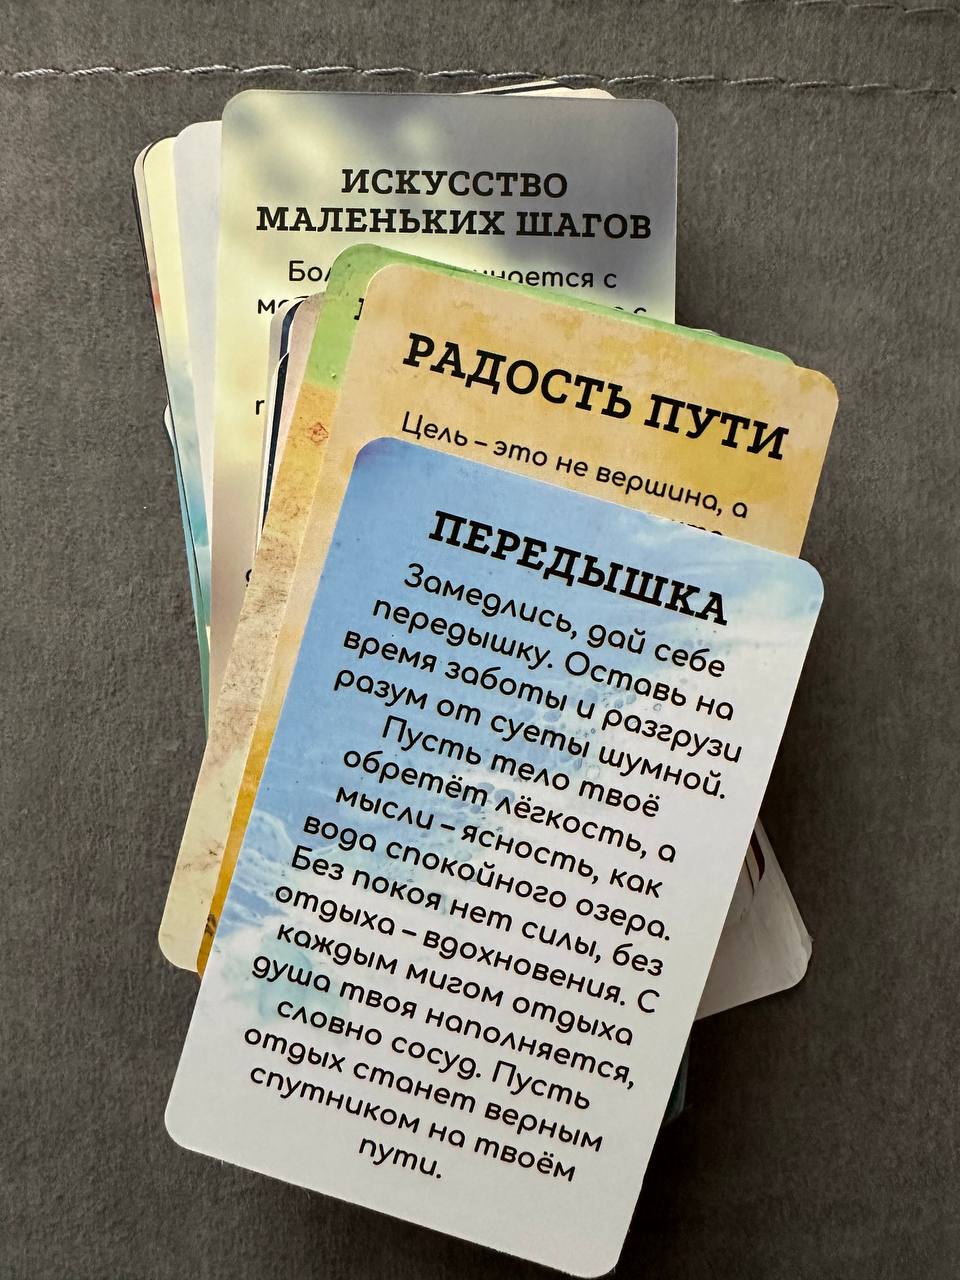 ИСКУССТВО
МАЛЕНЬКИХ ШАГОВ
с
РАДОСТЬ ПУТИ
Цель – это не вершина, а
ПЕРЕДЫШКА
Замедлись, дай себе
передышку. Оставь на
время заботы и разгрузи
разум от суеты шумной.
Пусть тело твоё
обретёт лёгкость, а
мысли – ясность, как
вода спокойного озера.
Без покоя нет силы, без
отдыха – вдохновения. С
каждым мигом отдыха
душа твоя наполняется,
словно сосуд. Пусть
отдых станет верным
спутником на твоём
пути.